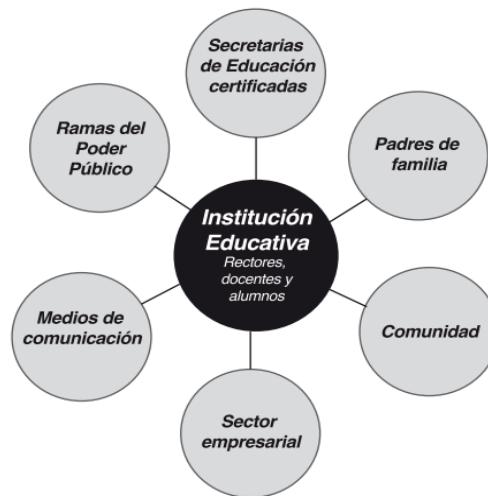 Secretarias
de Educación
certificadas
Ramas del
Poder
Público
Padres de
familia
Institución
Educativa
Rectores,
docentes y
alumnos
Medios de
comunicación
Comunidad
Sector
empresarial